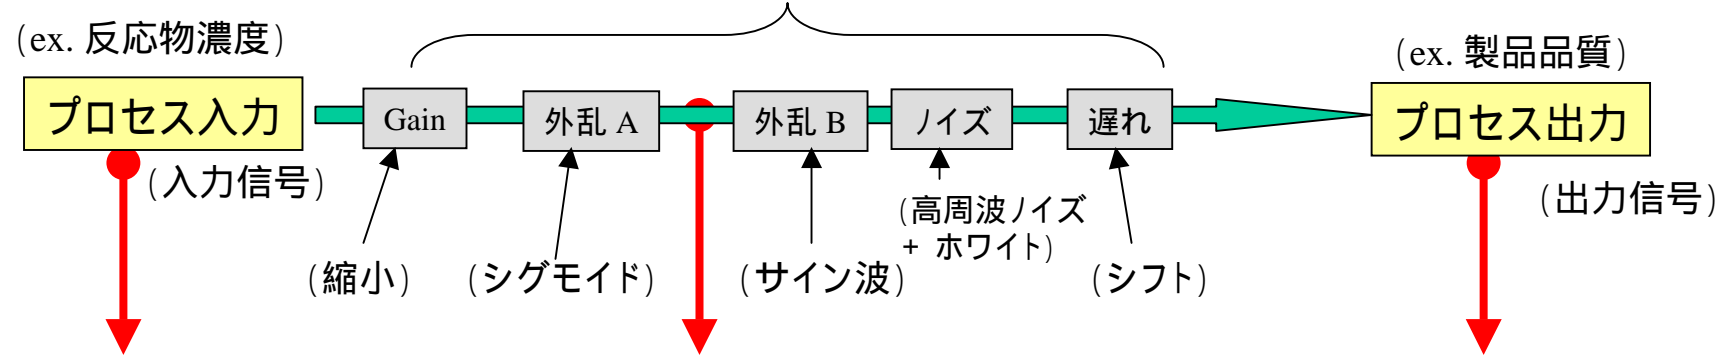 (ex. 反応物濃度)
(ex. 製品品質)
プロセス入力
Gain
外乱 A
外乱 B
ノイズ
遅れ
プロセス出力
(入力信号)
(出力信号)
(高周波ノイズ
+ ホワイト)
(縮小)
(シグモイド)
(サイン波)
(シフト)